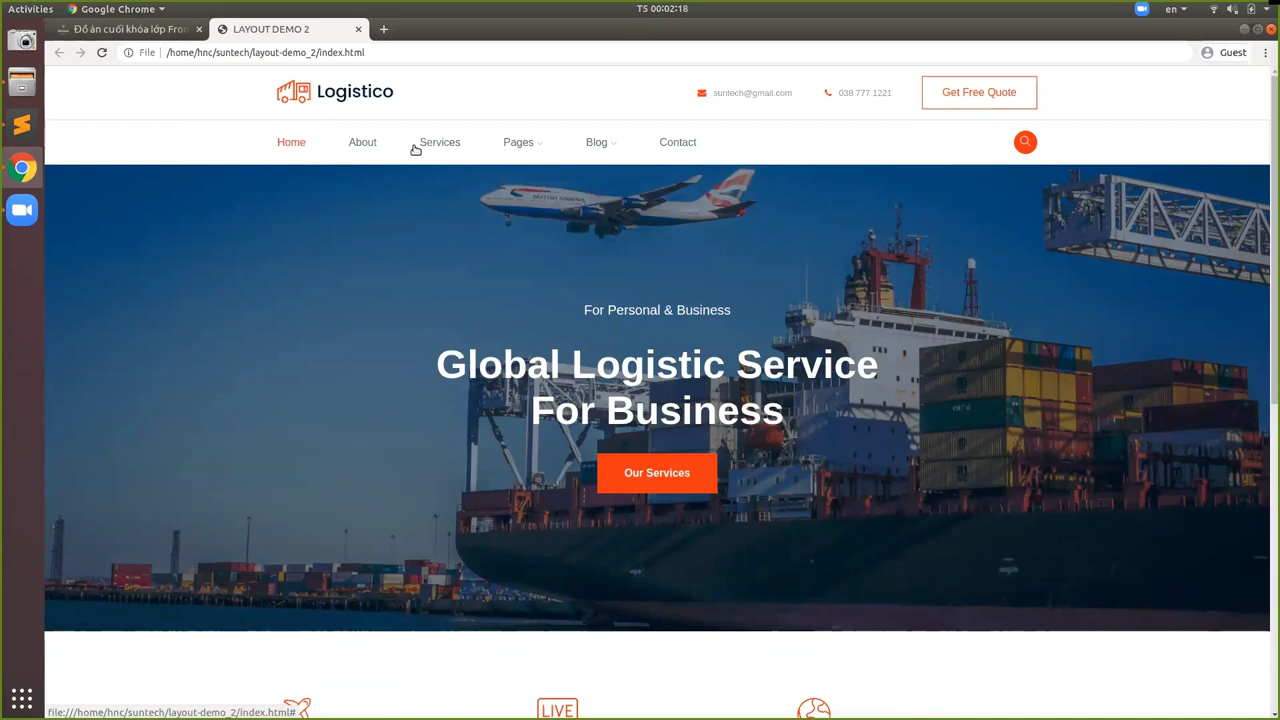 Activities
Google Chrome
T5 00:02:18
en
Đồ án cuối khóa lớp Fron
LAYOUT DEMO 2
File
/home/hnc/suntech/layout-demo_2/index.html
Guest
Logistico
suntech@gmail.com
038 777 1221
Get Free Quote
Home
About
Services
Pages
Blog
Contact
BRITISH AIRWAYS
For Personal & Business
Global Logistic Service
For Business
Our Services
LIVE
file:///home/hnc/suntech/layout-demo_2/index.html#